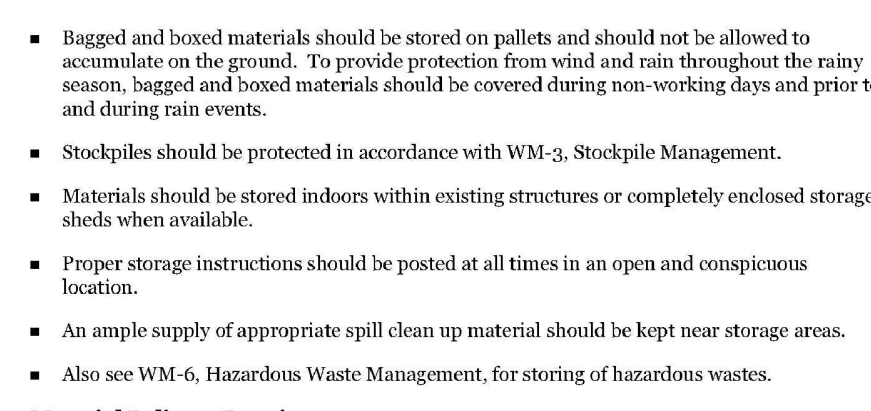 ▪ Bagged and boxed materials should be stored on pallets and should not be allowed to
accumulate on the ground. To provide protection from wind and rain throughout the rainy
season, bagged and boxed materials should be covered during non-working days and prior
and during rain events.
▪ Stockpiles should be protected in accordance with WM-3, Stockpile Management.
▪ Materials should be stored indoors within existing structures or completely enclosed storage
sheds when available.
▪ Proper storage instructions should be posted at all times in an open and conspicuous
location.
▪ An ample supply of appropriate spill clean up material should be kept near storage areas.
▪ Also see WM-6, Hazardous Waste Management, for storing of hazardous wastes.